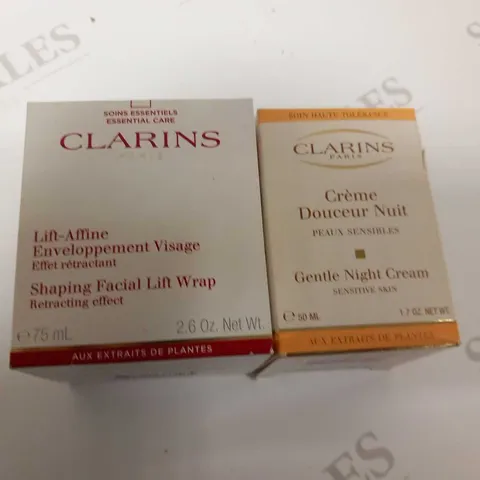 SOINS ESSENTIELS
ESSENTIAL CARE
CLARINS
PARIS
Lift-Affine
Enveloppement Visage
Effet rétractant
Shaping Facial Lift Wrap
Retracting effect
℮ 75 mL 2.6 Oz. Net Wt.
AUX EXTRAITS DE PLANTES
SOIN HAUTE TOLÉRANCE
CLARINS
PARIS
Crème
Douceur Nuit
PEAUX SENSIBLES
Gentle Night Cream
SENSITIVE SKIN
℮ 50 ML 1.7 OZ. NET WT.
AUX EXTRAITS DE PLANTES